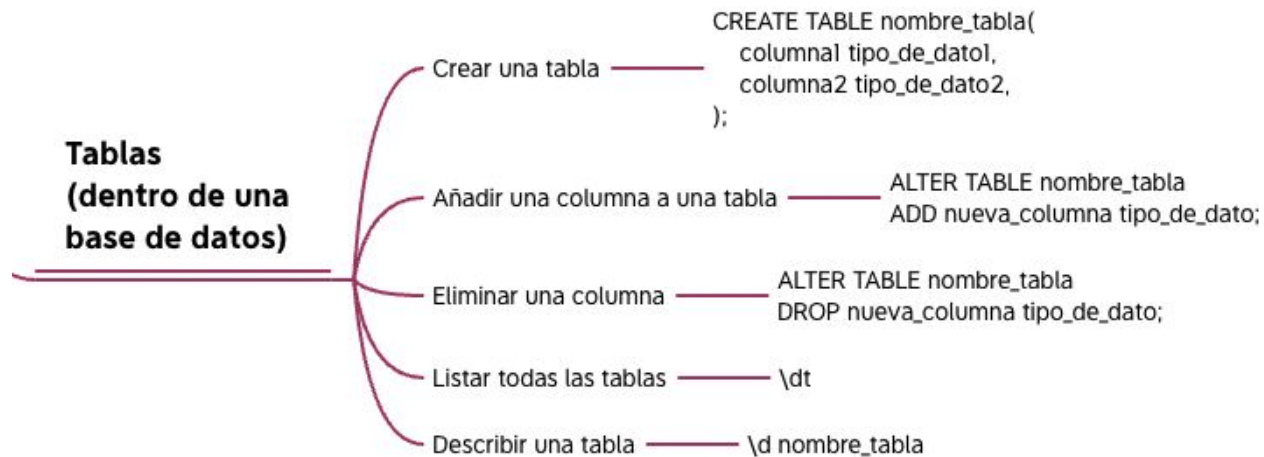 Tablas
(dentro de una
base de datos)
Crear una tabla
CREATE TABLE nombre_tabla(
columna1 tipo_de_dato1,
columna2 tipo_de_dato2,
);
Añadir una columna a una tabla
ALTER TABLE nombre_tabla
ADD nueva_columna tipo_de_dato;
Eliminar una columna
ALTER TABLE nombre_tabla
DROP nueva_columna tipo_de_dato;
Listar todas las tablas
\dt
Describir una tabla
\d nombre_tabla